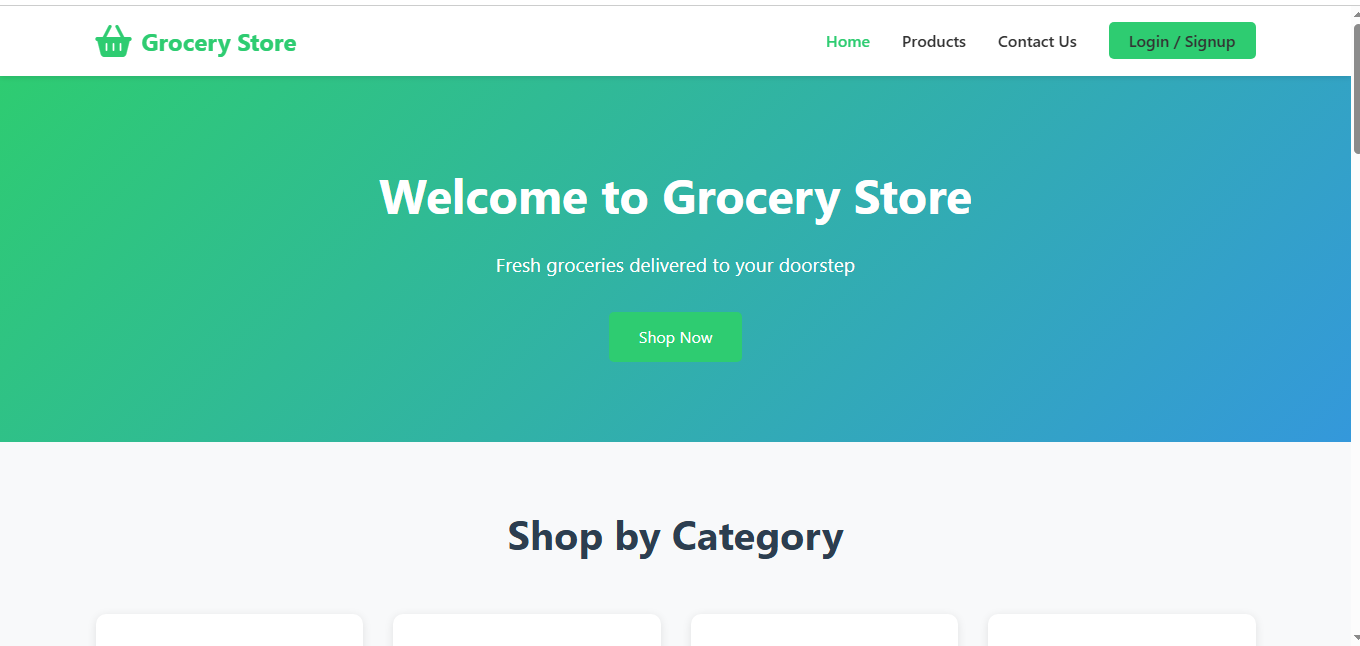 Grocery Store
Home
Products
Contact Us
Login / Signup
Welcome to Grocery Store
Fresh groceries delivered to your doorstep
Shop Now
Shop by Category